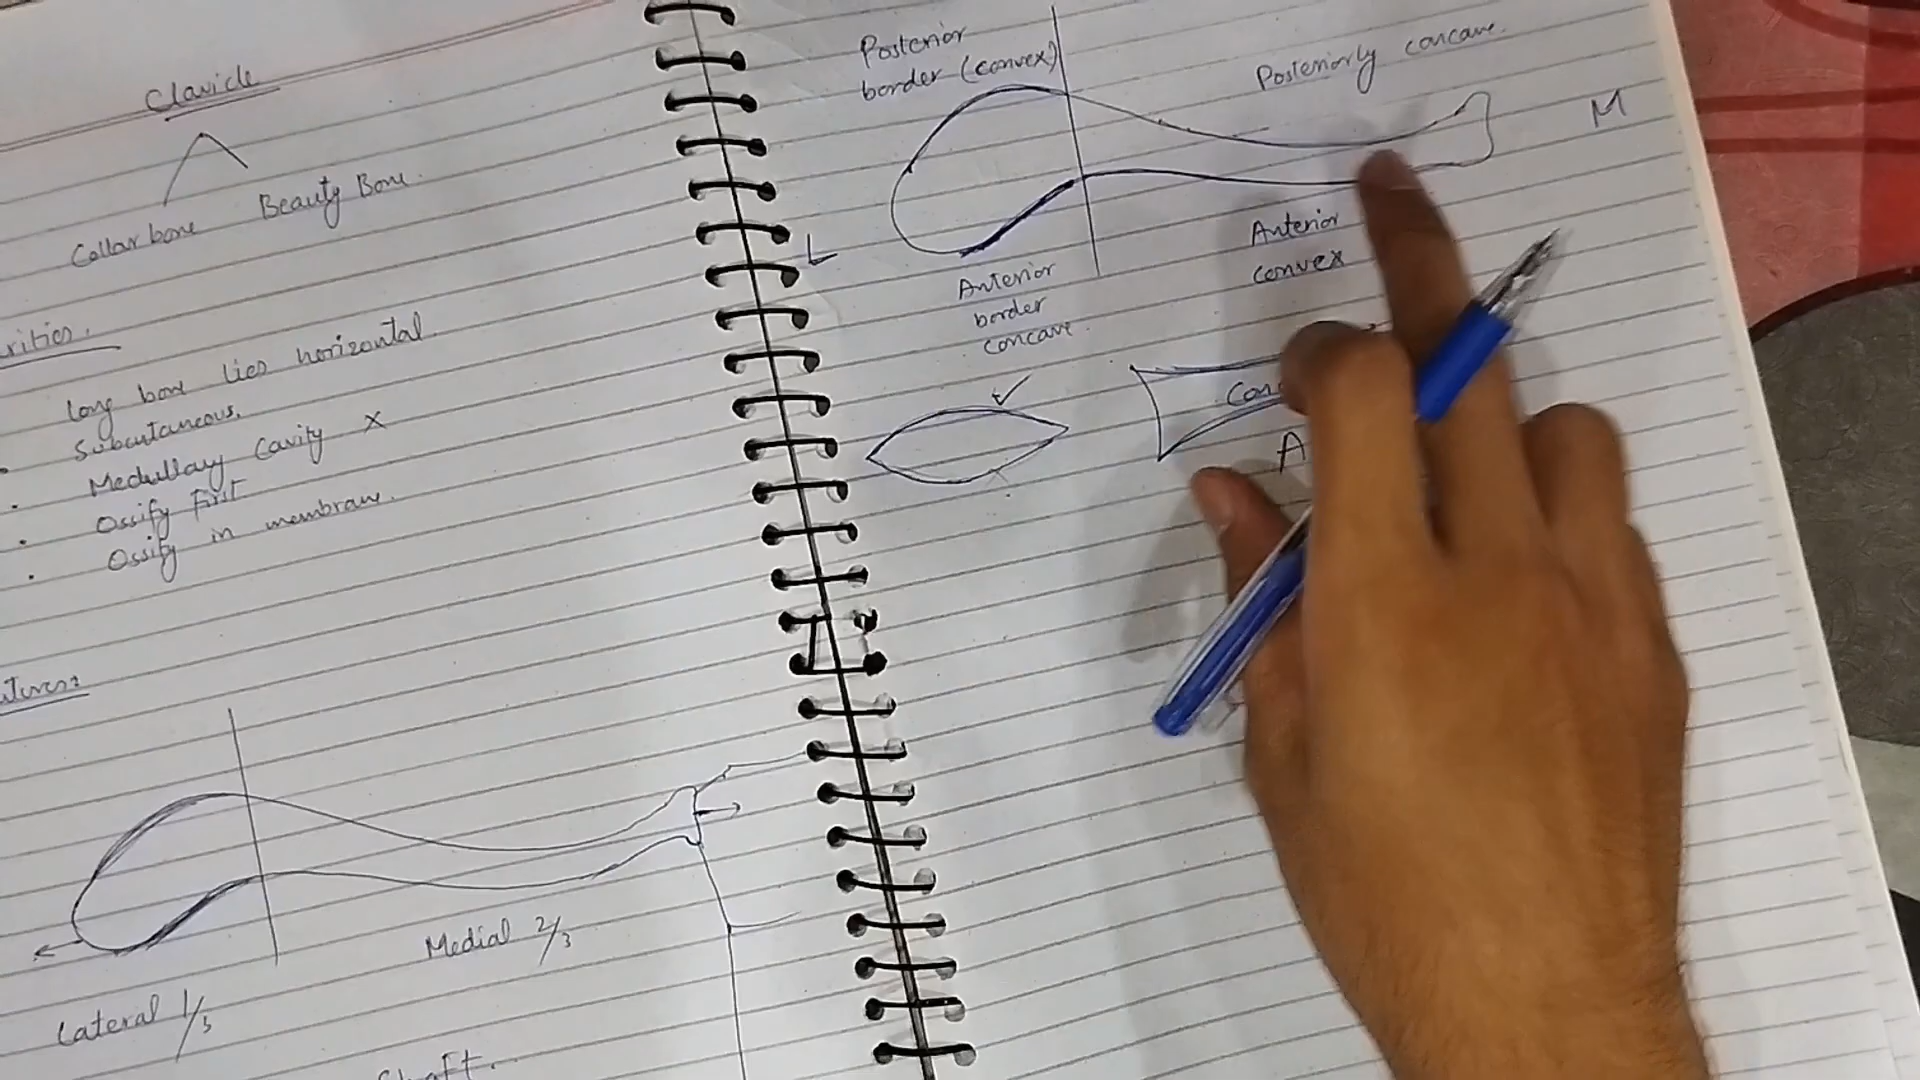 Clavicle
Collar bone
Beauty Bone
Long bone lies horizontal
Subcutaneous.
Medullary Cavity X
Ossify First
Ossify in membrane.
Lateral 1/3
Medial 2/3
Shaft.
Posterior
border (convex)
Posteriorly concave.
L
M
Anterior
border
concave
Anterior
convex
A